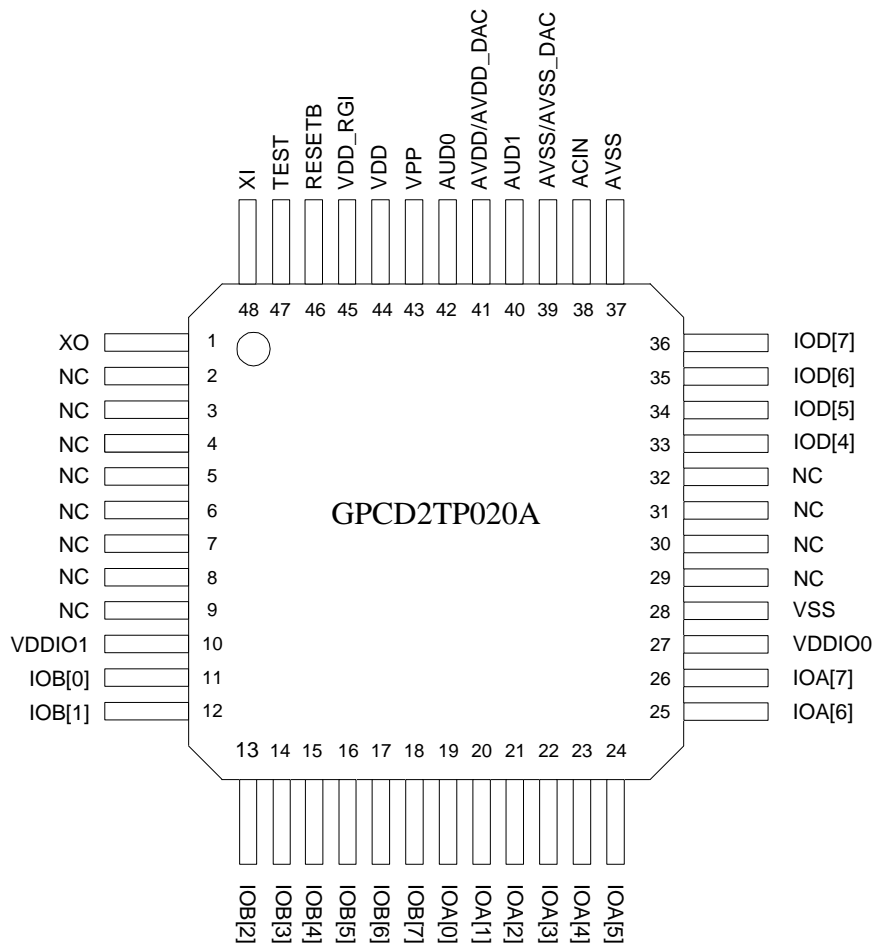 XI
TEST
RESETB
VDD_RGI
VDD
VPP
AUD0
AVDD/AVDD_DAC
AUD1
AVSS/AVSS_DAC
ACIN
AVSS
48 47 46 45 44 43 42 41 40 39 38 37
XO 1 36 IOD[7]
NC 2 35 IOD[6]
NC 3 34 IOD[5]
NC 4 33 IOD[4]
NC 5 32 NC
NC 6 31 NC
NC 7 30 NC
NC 8 29 NC
NC 9 28 VSS
VDDIO1 10 27 VDDIO0
IOB[0] 11 26 IOA[7]
IOB[1] 12 25 IOA[6]
GPCD2TP020A
13 14 15 16 17 18 19 20 21 22 23 24
IOB[2]
IOB[3]
IOB[4]
IOB[5]
IOB[6]
IOB[7]
IOA[0]
IOA[1]
IOA[2]
IOA[3]
IOA[4]
IOA[5]